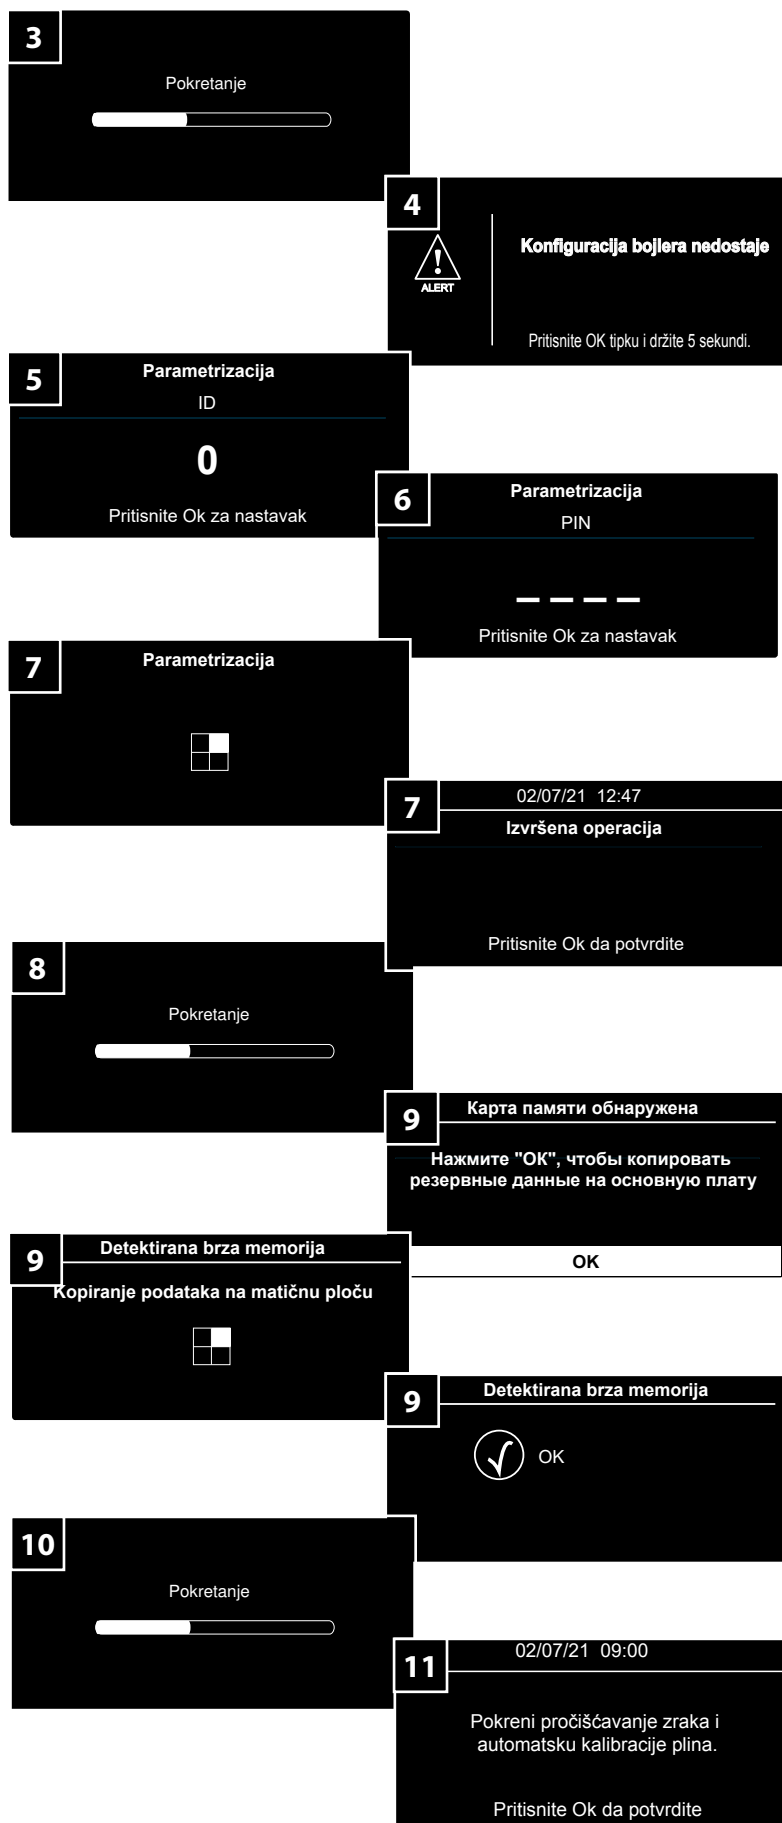 3
Pokretanje
4
ALERT
Konfiguracija bojlera nedostaje
Pritisnite OK tipku i držite 5 sekundi.
5
Parametrizacija
ID
0
Pritisnite Ok za nastavak
6
Parametrizacija
PIN
_ _ _ _
Pritisnite Ok za nastavak
7
Parametrizacija
7
02/07/21 12:47
Izvršena operacija
Pritisnite Ok da potvrdite
8
Pokretanje
9
Карта памяти обнаружена
Нажмите "ОК", чтобы копировать
резервные данные на основную плату
OK
9
Detektirana brza memorija
Kopiranje podataka na matičnu ploču
9
Detektirana brza memorija
OK
10
Pokretanje
11
02/07/21 09:00
Pokreni pročišćavanje zraka i
automatsku kalibracije plina.
Pritisnite Ok da potvrdite